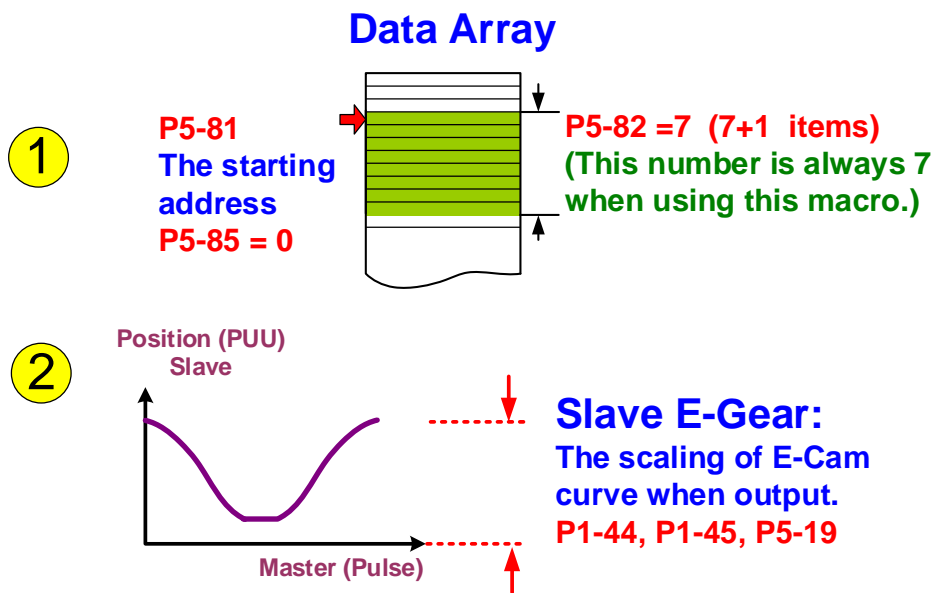 Data Array
1
P5-81
The starting
address
P5-85 = 0
P5-82 =7 (7+1 items)
(This number is always 7
when using this macro.)
2
Position (PUU)
Slave
Master (Pulse)
Slave E-Gear:
The scaling of E-Cam
curve when output.
P1-44, P1-45, P5-19